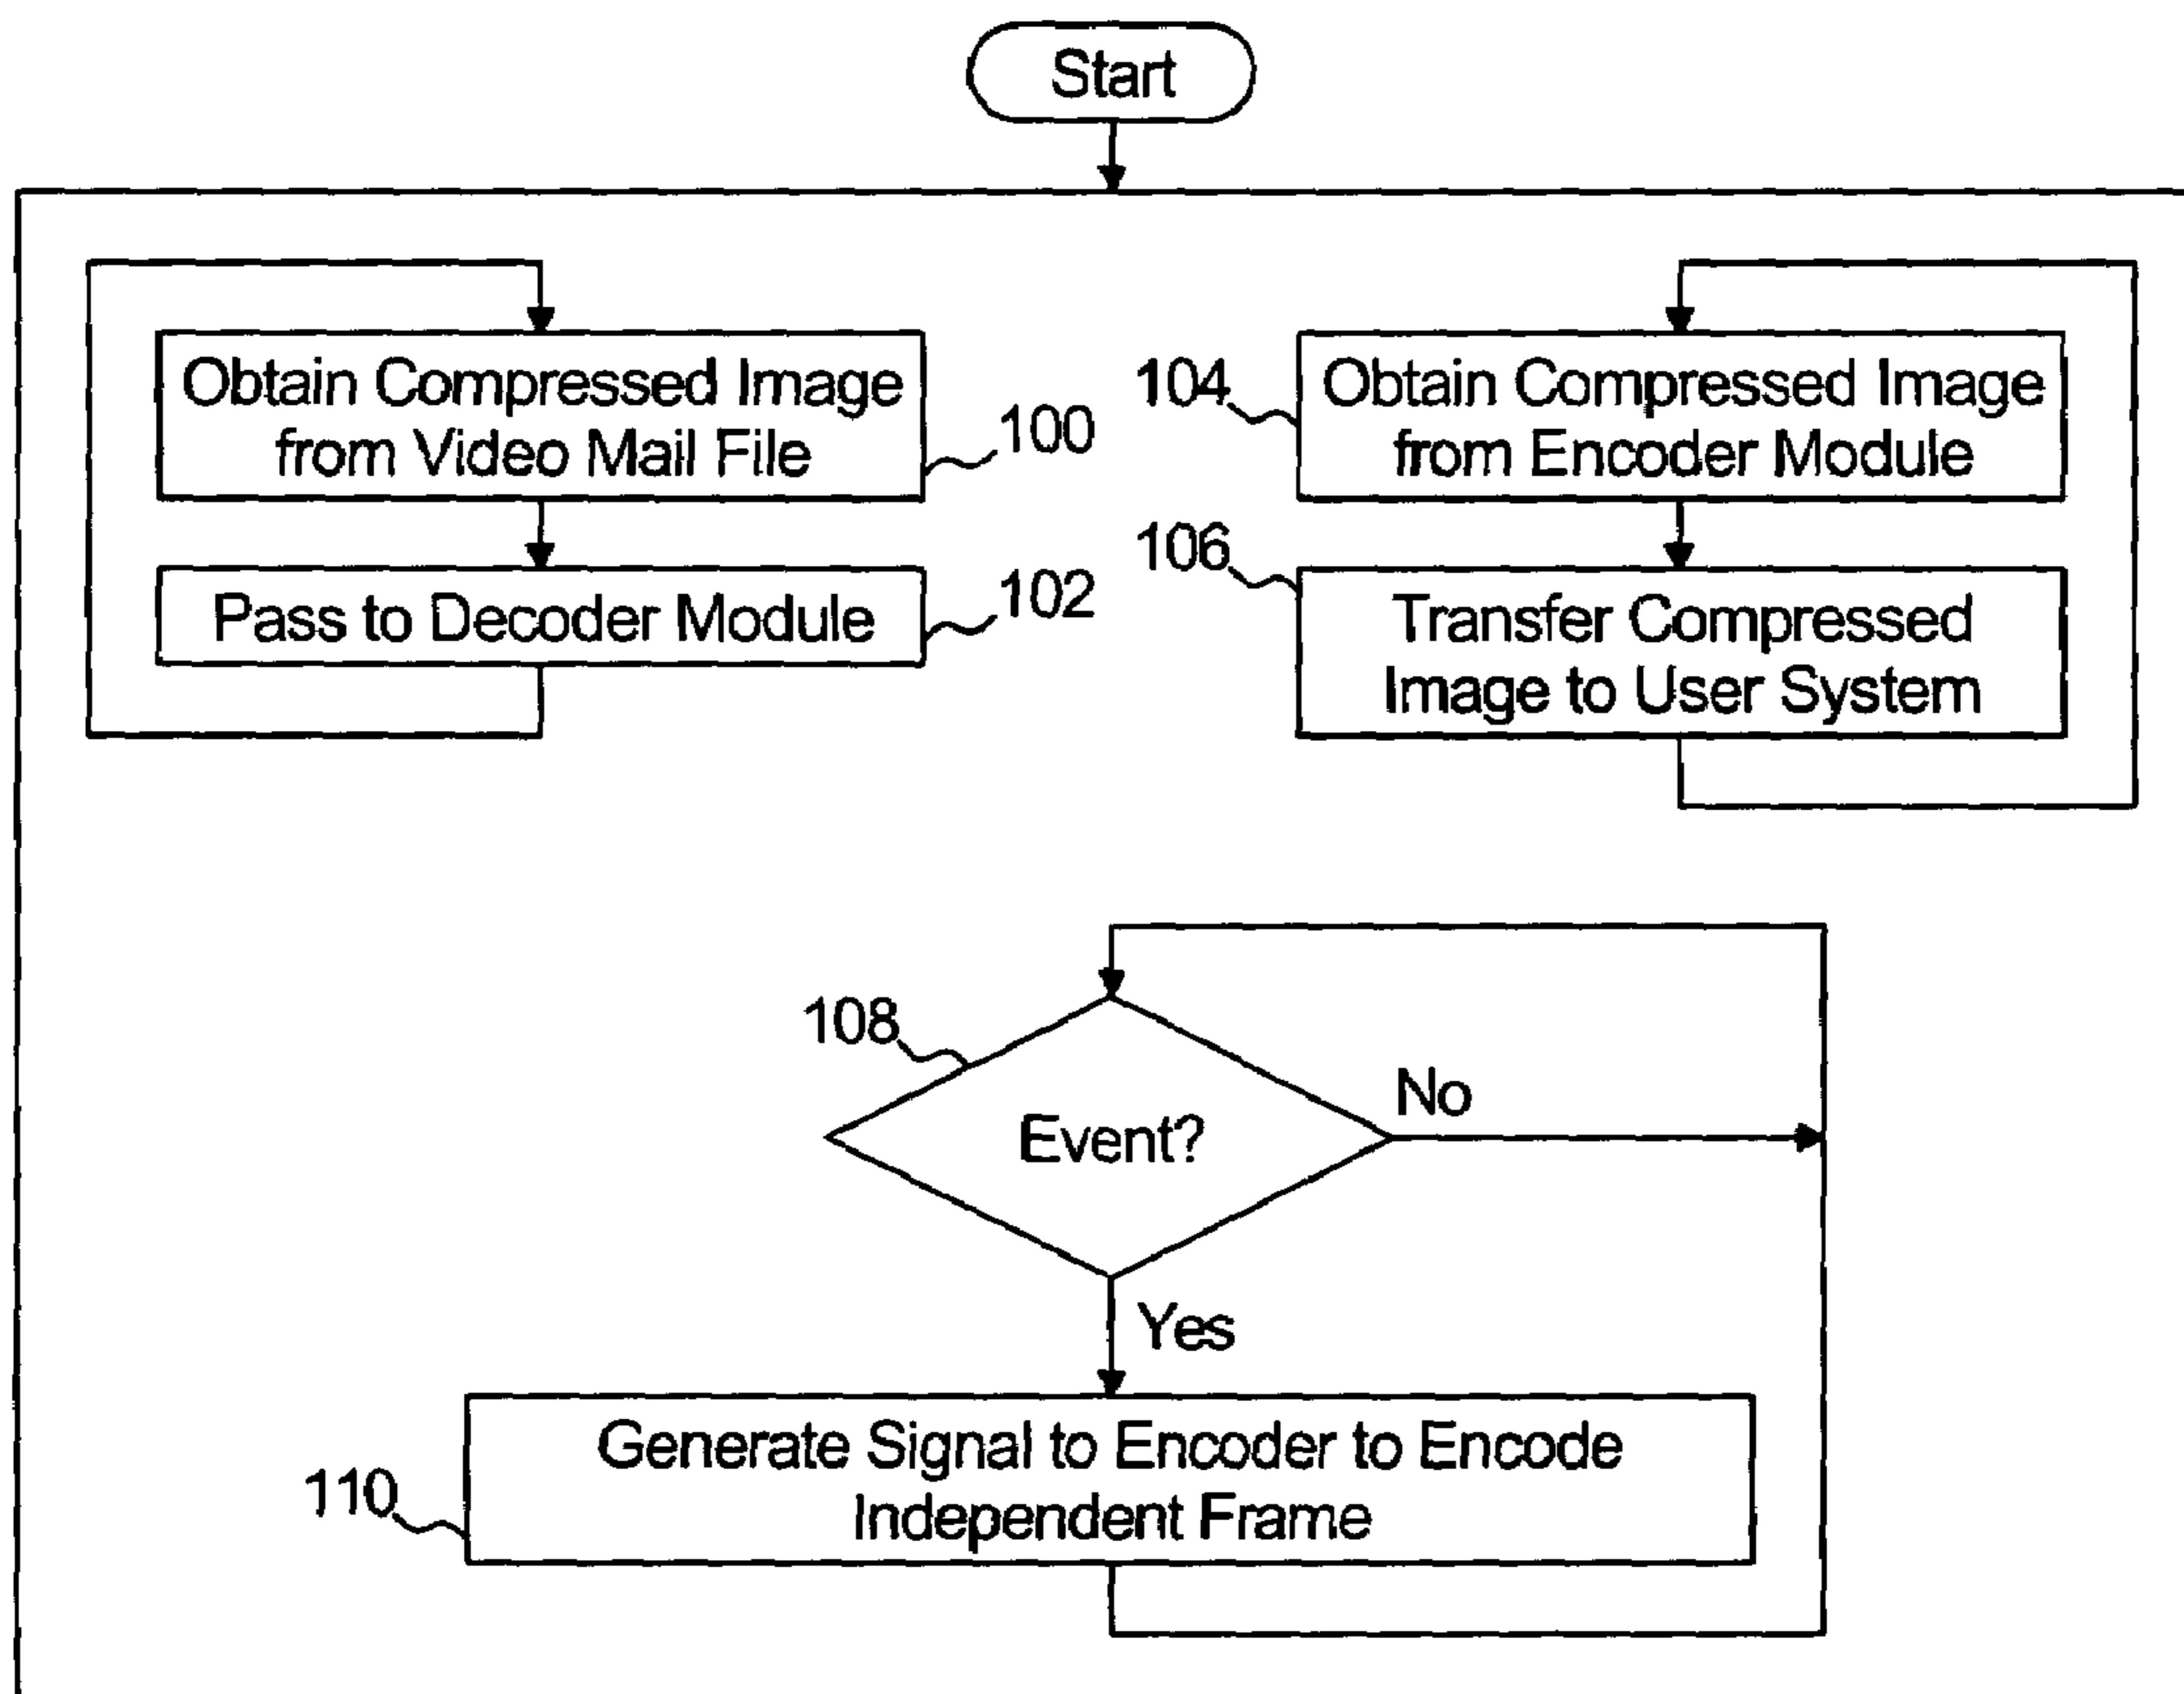 Start
Obtain Compressed Image
from Video Mail File
100
Pass to Decoder Module
102
104
Obtain Compressed Image
from Encoder Module
106
Transfer Compressed
Image to User System
108
Event?
No
Yes
Generate Signal to Encoder to Encode
Independent Frame
110